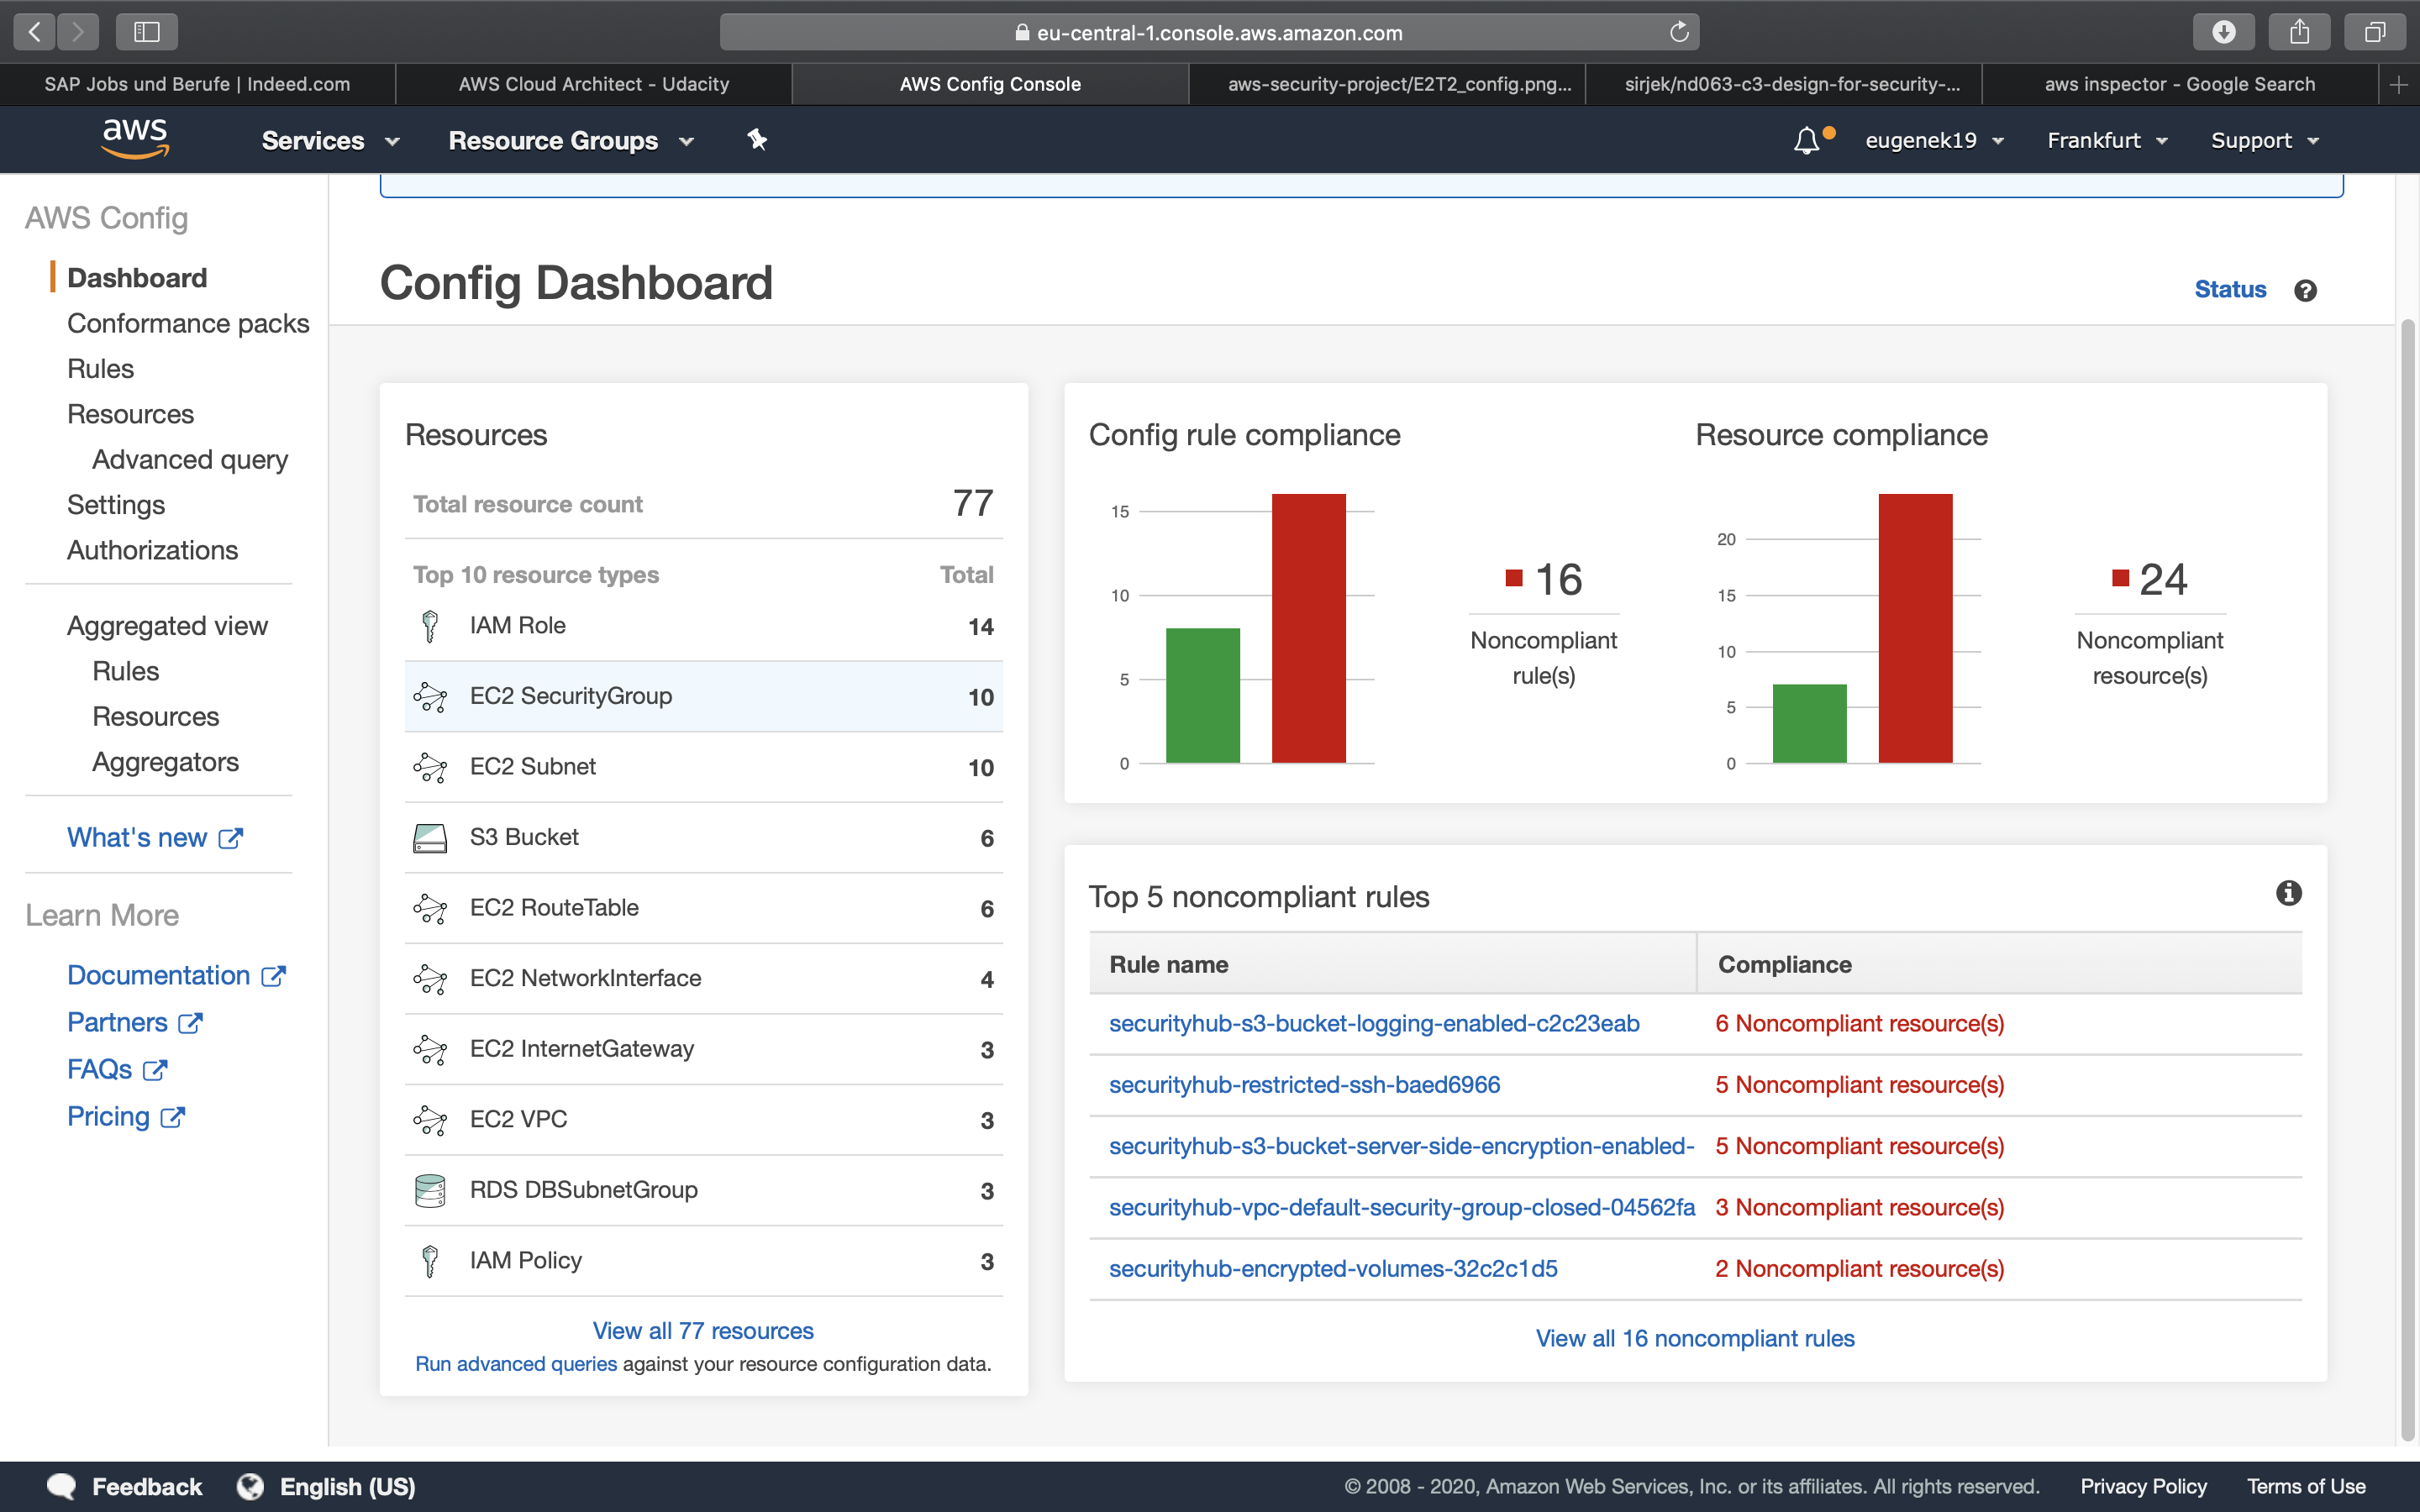 eu-central-1.console.aws.amazon.com
SAP Jobs und Berufe | Indeed.com
AWS Cloud Architect - Udacity
AWS Config Console
aws-security-project/E2T2_config.png...
sirjek/nd063-c3-design-for-security-...
aws inspector - Google Search
aws
Services
Resource Groups
eugenek19
Frankfurt
Support
AWS Config
Dashboard
Conformance packs
Rules
Resources
Advanced query
Settings
Authorizations
Aggregated view
Rules
Resources
Aggregators
What's new
Learn More
Documentation
Partners
FAQs
Pricing
Config Dashboard
Status
Resources
Total resource count 77
Top 10 resource types Total
IAM Role 14
EC2 SecurityGroup 10
EC2 Subnet 10
S3 Bucket 6
EC2 RouteTable 6
EC2 NetworkInterface 4
EC2 InternetGateway 3
EC2 VPC 3
RDS DBSubnetGroup 3
IAM Policy 3
View all 77 resources
Run advanced queries against your resource configuration data.
Config rule compliance
15
10
5
0
16
Noncompliant
rule(s)
Resource compliance
20
15
10
5
0
24
Noncompliant
resource(s)
Top 5 noncompliant rules
Rule name Compliance
securityhub-s3-bucket-logging-enabled-c2c23eab 6 Noncompliant resource(s)
securityhub-restricted-ssh-baed6966 5 Noncompliant resource(s)
securityhub-s3-bucket-server-side-encryption-enabled- 5 Noncompliant resource(s)
securityhub-vpc-default-security-group-closed-04562fa 3 Noncompliant resource(s)
securityhub-encrypted-volumes-32c2c1d5 2 Noncompliant resource(s)
View all 16 noncompliant rules
Feedback
English (US)
© 2008 - 2020, Amazon Web Services, Inc. or its affiliates. All rights reserved.
Privacy Policy
Terms of Use